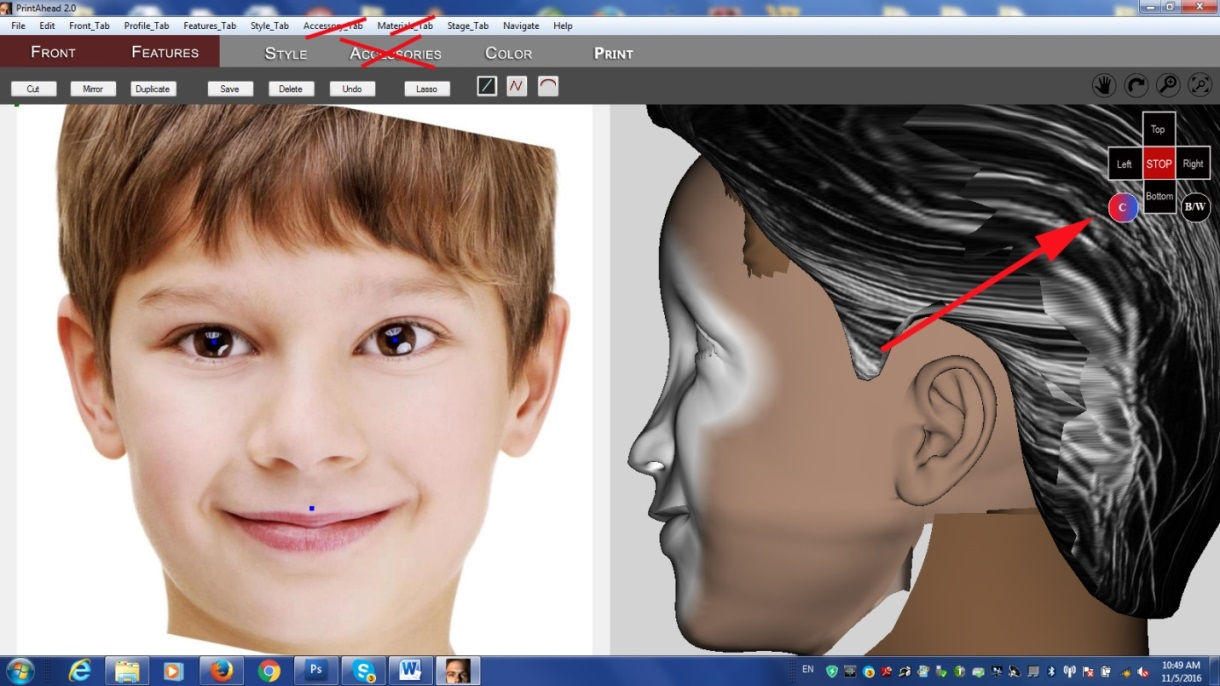 PrintAhead 2.0
File Edit Front_Tab Profile_Tab Features_Tab Style_Tab Accessory_Tab Materials_Tab Stage_Tab Navigate Help
FRONT FEATURES STYLE ACCESSORIES COLOR PRINT
Cut Mirror Duplicate Save Delete Undo Lasso
Top
Left STOP Right
Bottom
C B/W
Ps W
EN 10:49 AM
11/5/2016